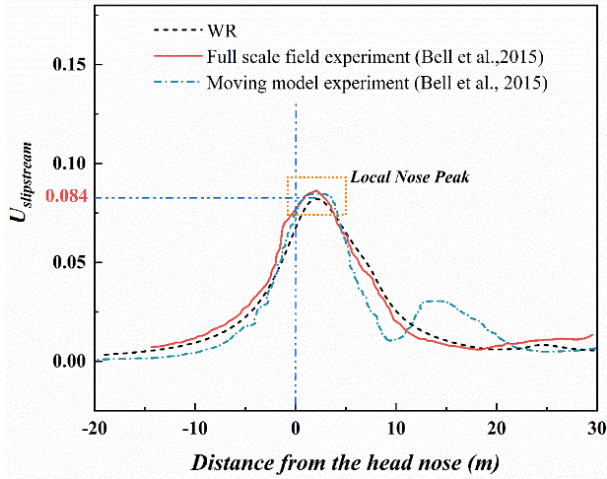 WR
Full scale field experiment (Bell et al.,2015)
Moving model experiment (Bell et al., 2015)
0.15
0.10
0.084
0.05
0.00
Local Nose Peak
U_slipstream
-20 -10 0 10 20 30
Distance from the head nose (m)